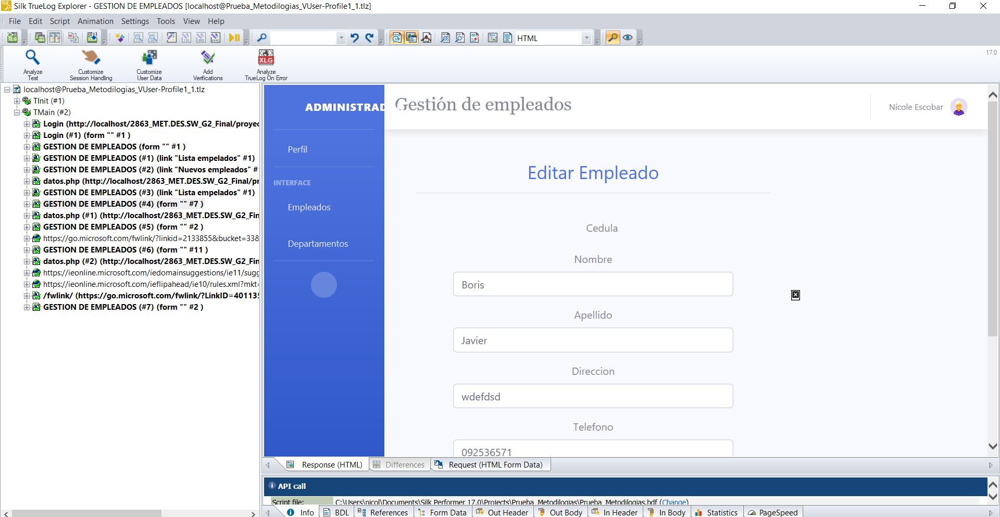 Silk TrueLog Explorer - GESTION DE EMPLEADOS [localhost@Prueba_Metodilogias_VUser-Profile1_1.tlz]
File Edit Script Animation Settings Tools View Help
HTML
17.0
Analyze Test
Customize Session Handling
Customize User Data
Add Verifications
XLG
Analyze TrueLog On Error
localhost@Prueba_Metodilogias_VUser-Profile1_1.tlz
TInit (#1)
TMain (#2)
Login (http://localhost/2863_MET.DES.SW_G2_Final/proyec
Login (#1) (form "" #1 )
GESTION DE EMPLEADOS (form "" #1 )
GESTION DE EMPLEADOS (#1) (link "Lista empelados" #1)
GESTION DE EMPLEADOS (#2) (link "Nuevos empleados" #
datos.php (http://localhost/2863_MET.DES.SW_G2_Final/pr
GESTION DE EMPLEADOS (#3) (link "Lista empelados" #1)
GESTION DE EMPLEADOS (#4) (form "" #7 )
datos.php (#1) (http://localhost/2863_MET.DES.SW_G2_Fin
GESTION DE EMPLEADOS (#5) (form "" #2 )
https://go.microsoft.com/fwlink/?linkid=2133855&bucket=33&
GESTION DE EMPLEADOS (#6) (form "" #11 )
datos.php (#2) (http://localhost/2863_MET.DES.SW_G2_Fin
https://ieonline.microsoft.com/iedomainsuggestions/ie11/sugg
https://ieonline.microsoft.com/ieflipahead/ie10/rules.xml?mkt=
/fwlink/ (https://go.microsoft.com/fwlink/?LinkID=401135
GESTION DE EMPLEADOS (#7) (form "" #2 )
ADMINISTRAD
Perfil
INTERFACE
Empleados
Departamentos
Gestión de empleados
Nicole Escobar
Editar Empleado
Cedula
Nombre
Boris
Apellido
Javier
Direccion
wdefdsd
Telefono
092536571
Response (HTML) Differences Request (HTML Form Data)
API call
Script file: C:\Users\nicol\Documents\Silk Performer 17.0\Projects\Prueba_Metodilogias\Prueba_Metodilogias.bdf (Change)
Info BDL References Form Data Out Header Out Body In Header In Body Statistics PageSpeed